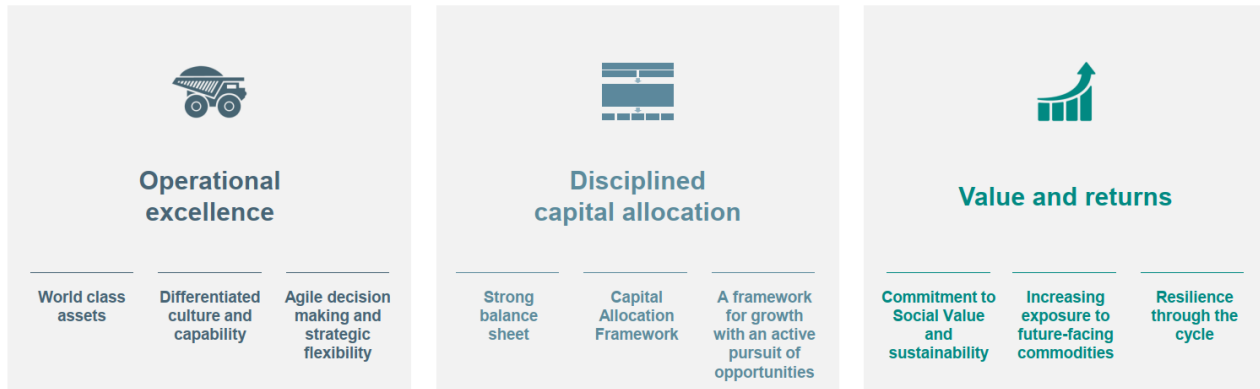 Operational
excellence
World class
assets
Differentiated
culture and
capability
Agile decision
making and
strategic
flexibility
Disciplined
capital allocation
Strong
balance
sheet
Capital
Allocation
Framework
A framework
for growth
with an active
pursuit of
opportunities
Value and returns
Commitment to
Social Value
and
sustainability
Increasing
exposure to
future-facing
commodities
Resilience
through the
cycle